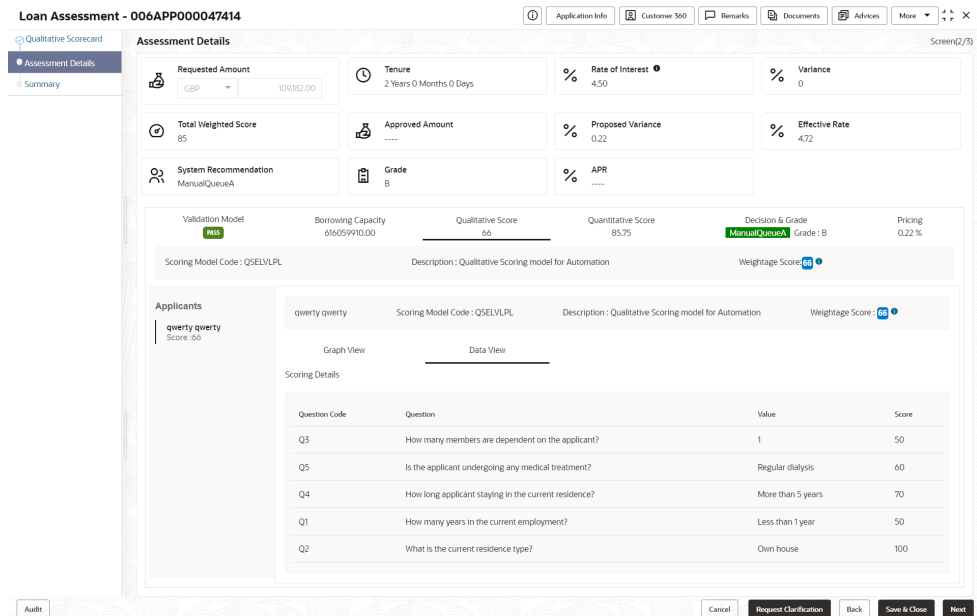 Loan Assessment - 006APP000047414
Application Info Customer 360 Remarks Documents Advices More
Qualitative Scorecard
Assessment Details
Summary
Assessment Details Screen(2/3)
Requested Amount
GBP 109,182.00
Tenure
2 Years 0 Months 0 Days
Rate of Interest
4.50
Variance
0
Total Weighted Score
85
Approved Amount
----
Proposed Variance
0.22
Effective Rate
4.72
System Recommendation
ManualQueueA
Grade
B
APR
----
Validation Model Borrowing Capacity Qualitative Score Quantitative Score Decision & Grade Pricing
PASS 616059910.00 66 85.75 ManualQueueA Grade : B 0.22 %
Scoring Model Code : QSELVLPL Description : Qualitative Scoring model for Automation Weightage Score: 66
Applicants
qwerty qwerty
Score :66
qwerty qwerty Scoring Model Code : QSELVLPL Description : Qualitative Scoring model for Automation Weightage Score : 66
Graph View Data View
Scoring Details
Question Code Question Value Score
Q3 How many members are dependent on the applicant? 1 50
Q5 Is the applicant undergoing any medical treatment? Regular dialysis 60
Q4 How long applicant staying in the current residence? More than 5 years 70
Q1 How many years in the current employment? Less than 1 year 50
Q2 What is the current residence type? Own house 100
Audit Cancel Request Clarification Back Save & Close Next